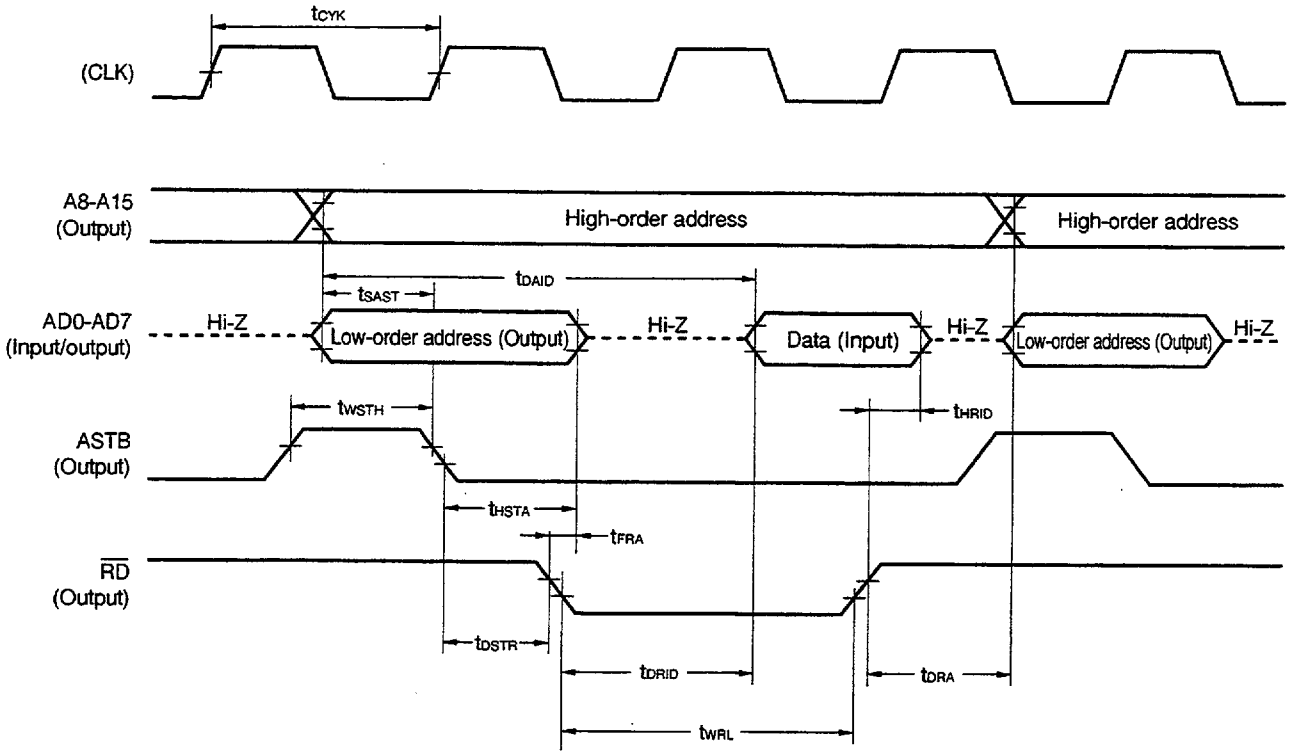 tCYK
(CLK)
A8-A15
(Output)
High-order address
High-order address
tDAID
tSAST
AD0-AD7
(Input/output)
Hi-Z
Low-order address (Output)
Hi-Z
Data (Input)
Hi-Z
Low-order address (Output)
Hi-Z
tWSTH
tHRID
ASTB
(Output)
tHSTA
tFRA
RD
(Output)
tDSTR
tDRID
tDRA
tWRL